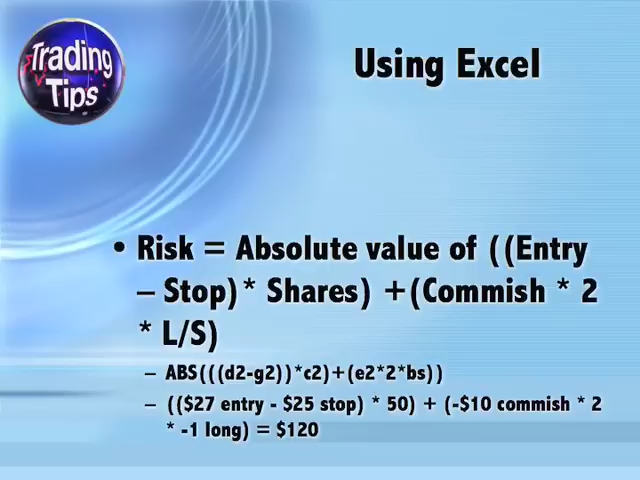 Trading
Tips
Using Excel
• Risk = Absolute value of ((Entry
– Stop)* Shares) +(Commish * 2
* L/S)
– ABS(((d2-g2))*c2)+(e2*2*bs))
– (($27 entry - $25 stop) * 50) + (-$10 commish * 2
* -1 long) = $120